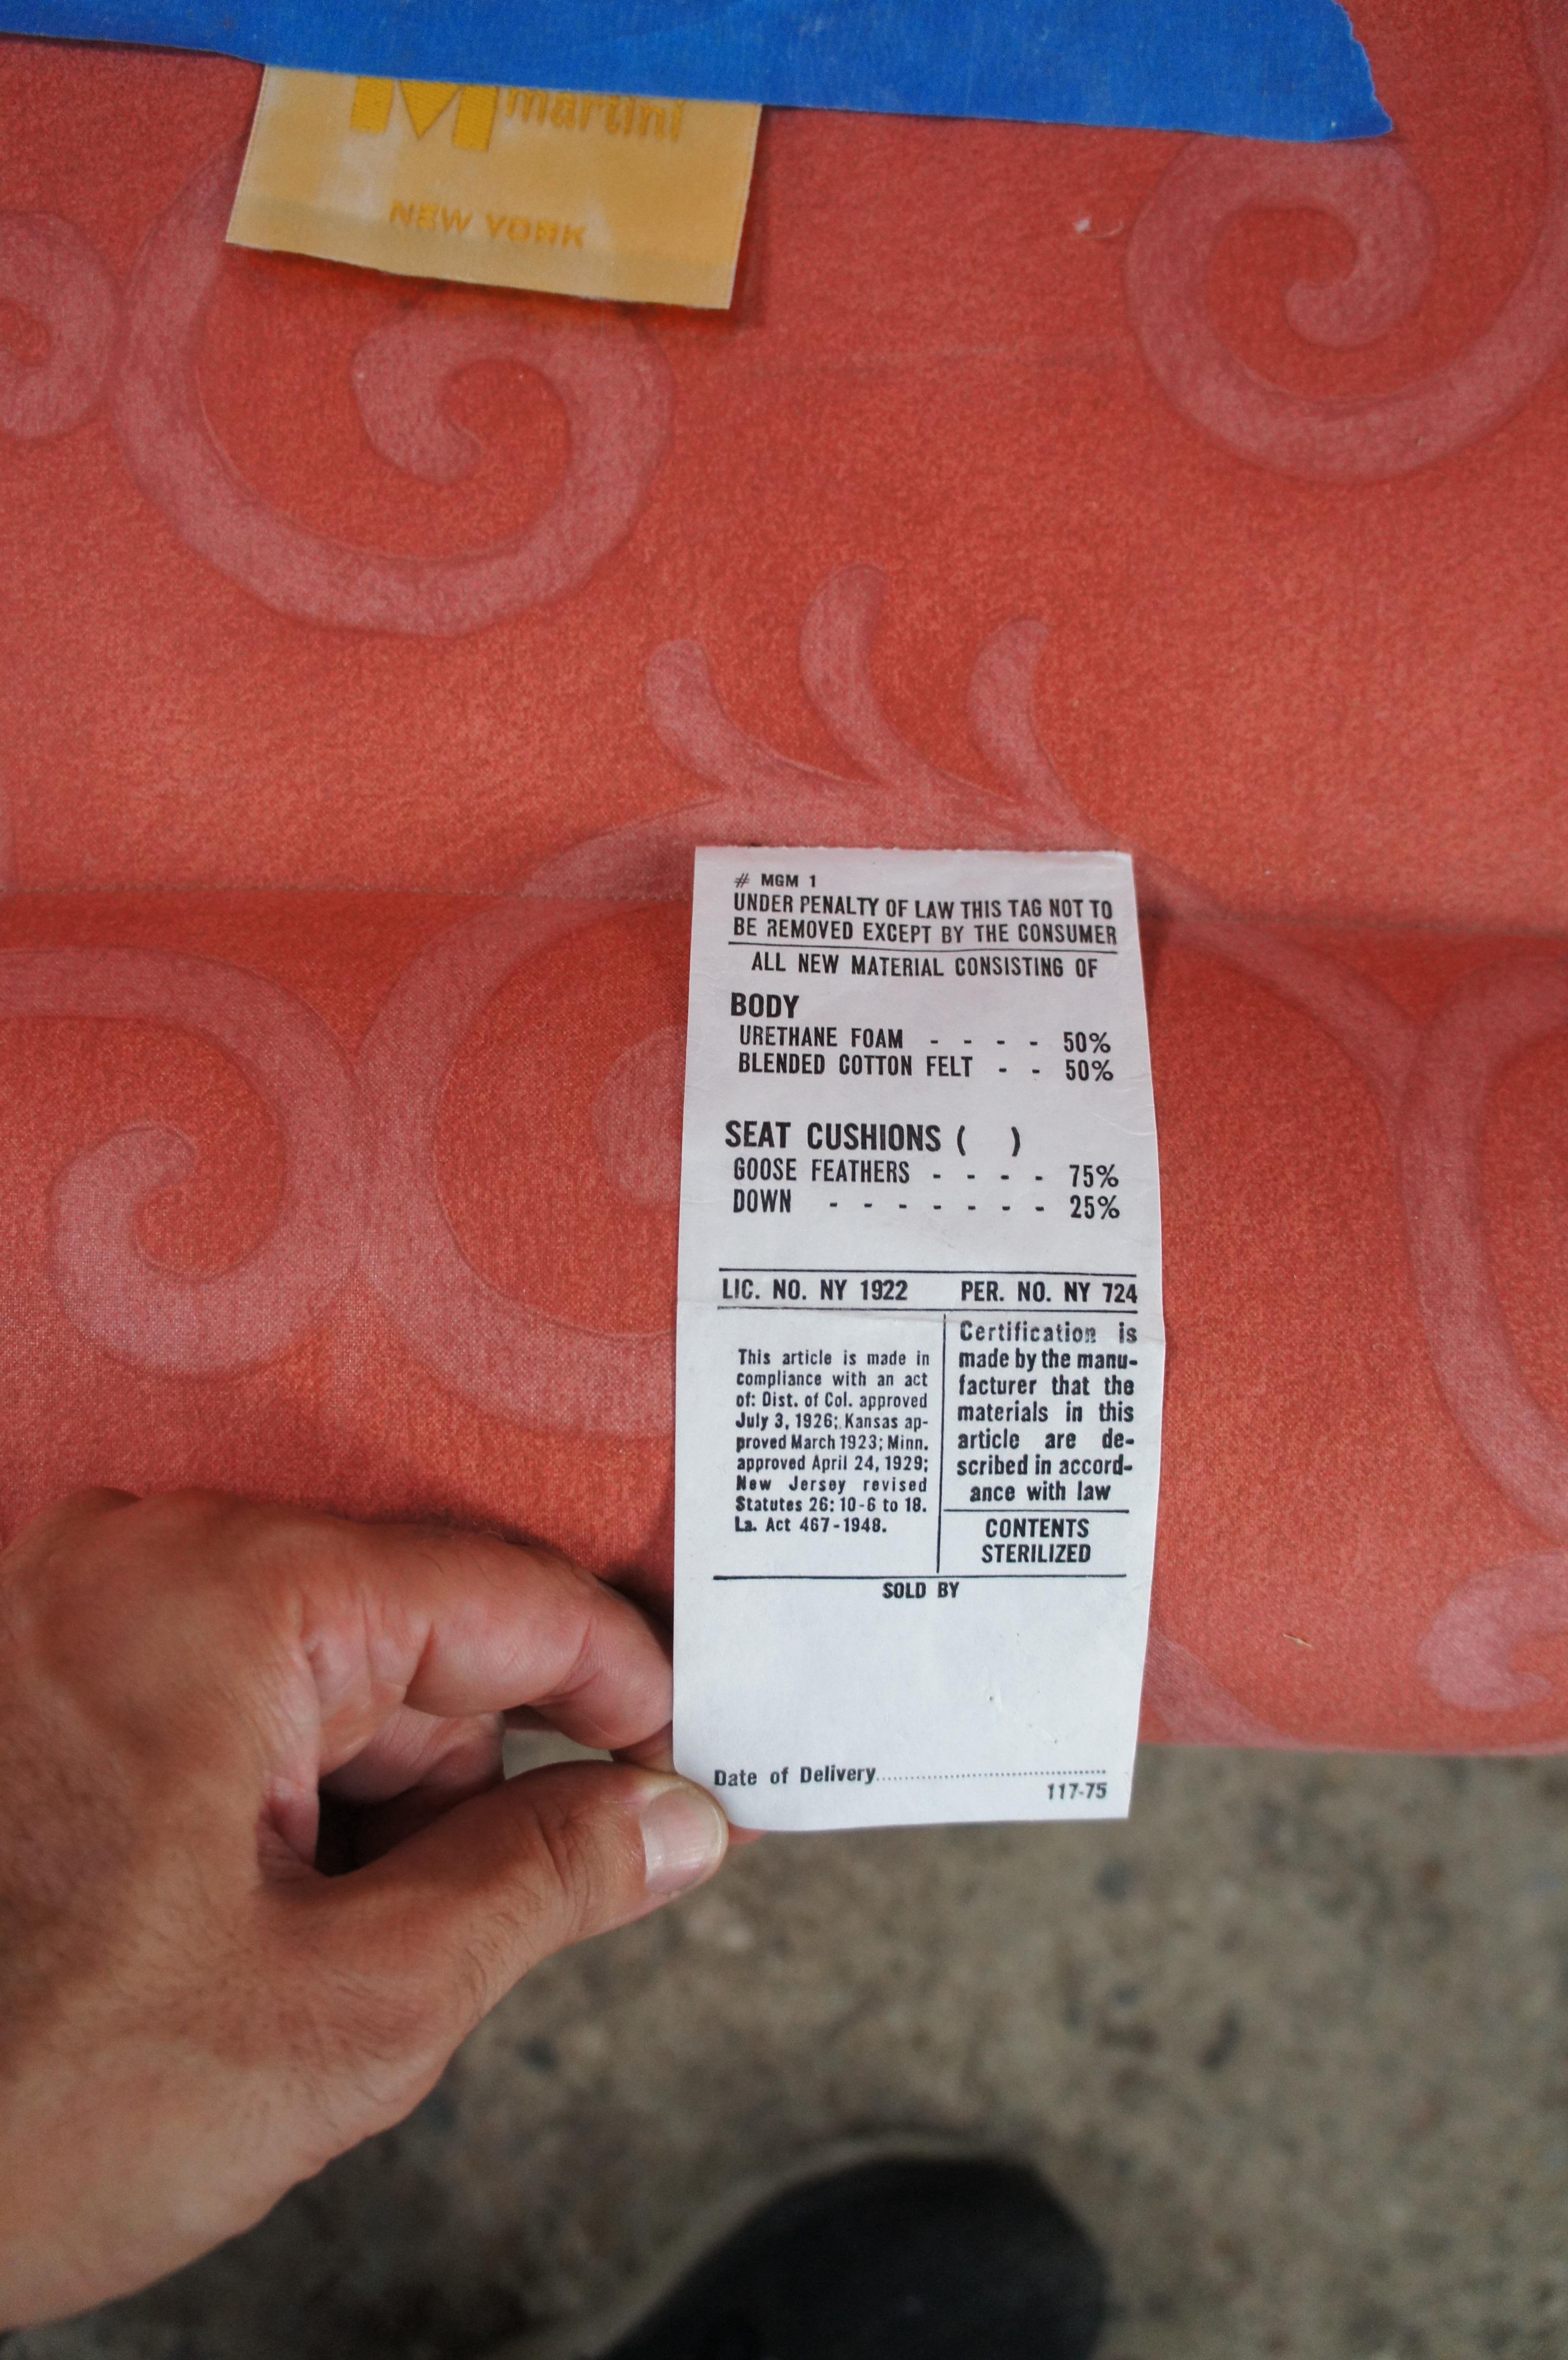 M martini
NEW YORK
# MGM 1
UNDER PENALTY OF LAW THIS TAG NOT TO
BE REMOVED EXCEPT BY THE CONSUMER
ALL NEW MATERIAL CONSISTING OF
BODY
URETHANE FOAM - - - - 50%
BLENDED COTTON FELT - - 50%
SEAT CUSHIONS ( )
GOOSE FEATHERS - - - - 75%
DOWN - - - - - - - 25%
LIC. NO. NY 1922 PER. NO. NY 724
This article is made in
compliance with an act
of: Dist. of Col. approved
July 3, 1926; Kansas ap-
proved March 1923; Minn.
approved April 24, 1929;
New Jersey revised
Statutes 26: 10-6 to 18.
La. Act 467-1948.
Certification is
made by the manu-
facturer that the
materials in this
article are de-
scribed in accord-
ance with law
CONTENTS
STERILIZED
SOLD BY
Date of Delivery........................................
117-75